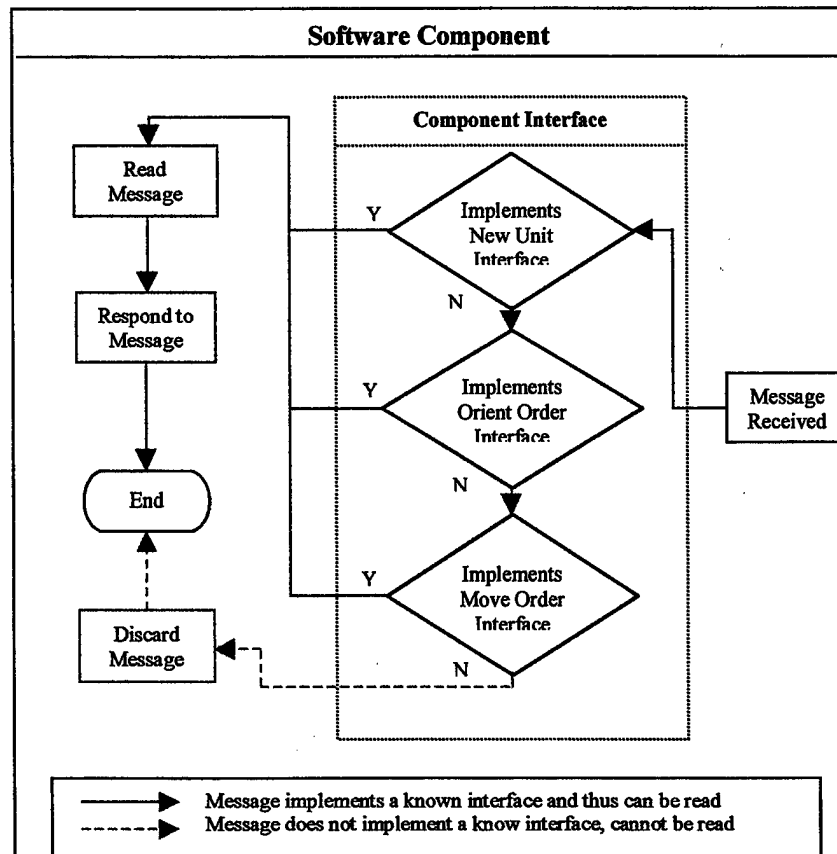 Software Component
Component Interface
Read
Message
Y
Implements
New Unit
Interface
N
Respond to
Message
Y
Implements
Orient Order
Interface
Message
Received
N
End
Y
Implements
Move Order
Interface
Discard
Message
N
Message implements a known interface and thus can be read
Message does not implement a know interface, cannot be read